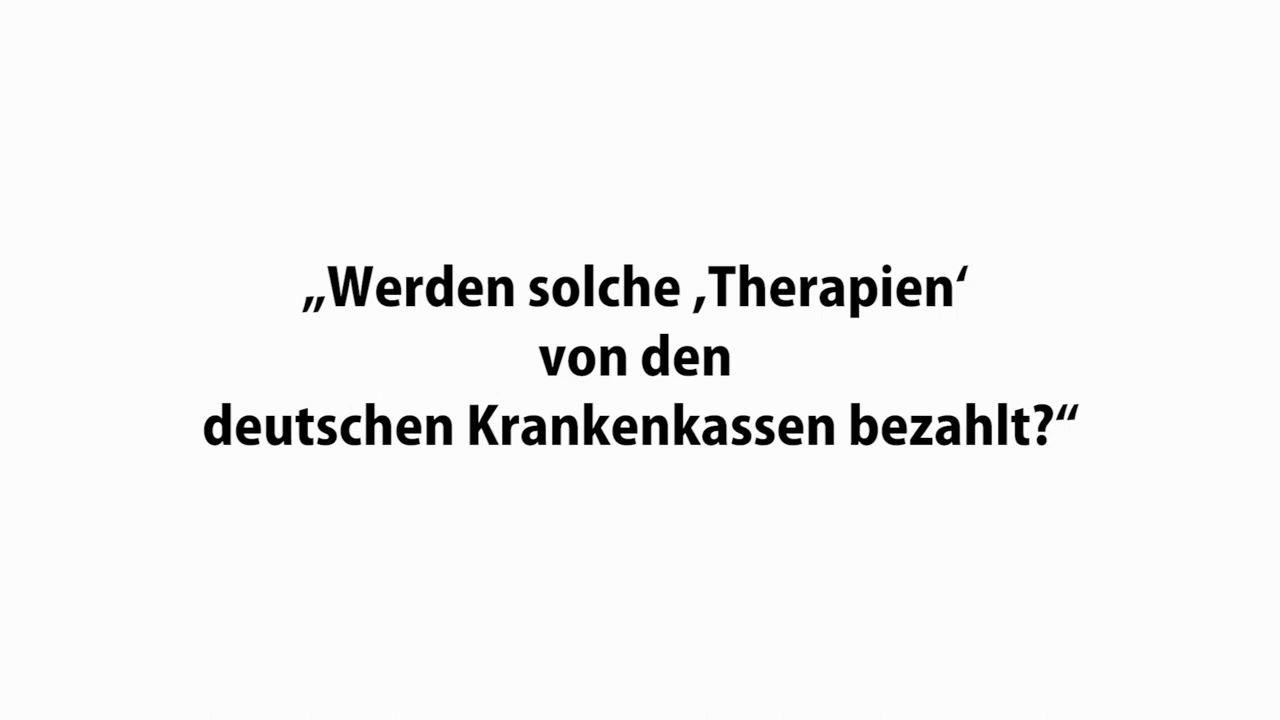 „Werden solche ‚Therapien‘
von den
deutschen Krankenkassen bezahlt?“